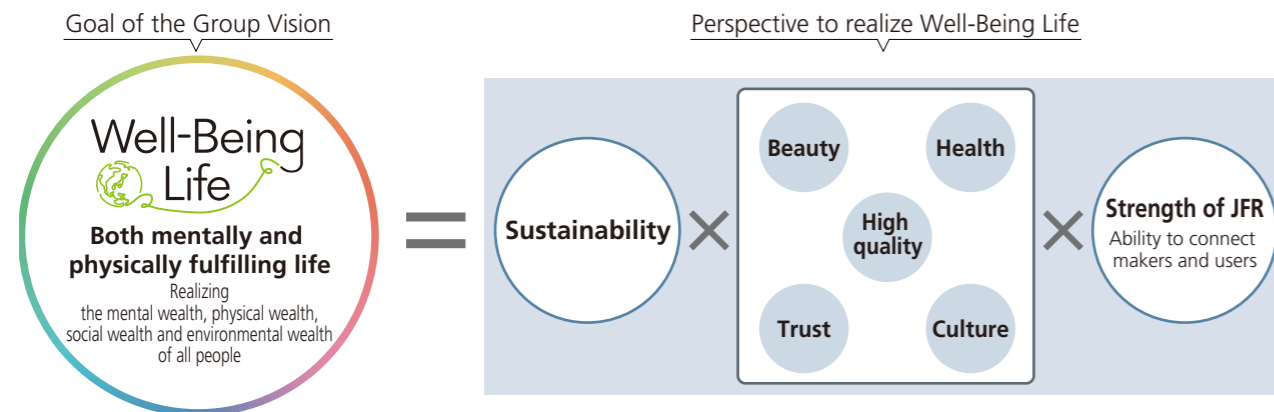 Goal of the Group Vision
Perspective to realize Well-Being Life
Well-Being
Life
Both mentally and
physically fulfilling life
Realizing
the mental wealth, physical wealth,
social wealth and environmental wealth
of all people
=
Sustainability
×
Beauty
Health
High
quality
Trust
Culture
×
Strength of JFR
Ability to connect
makers and users